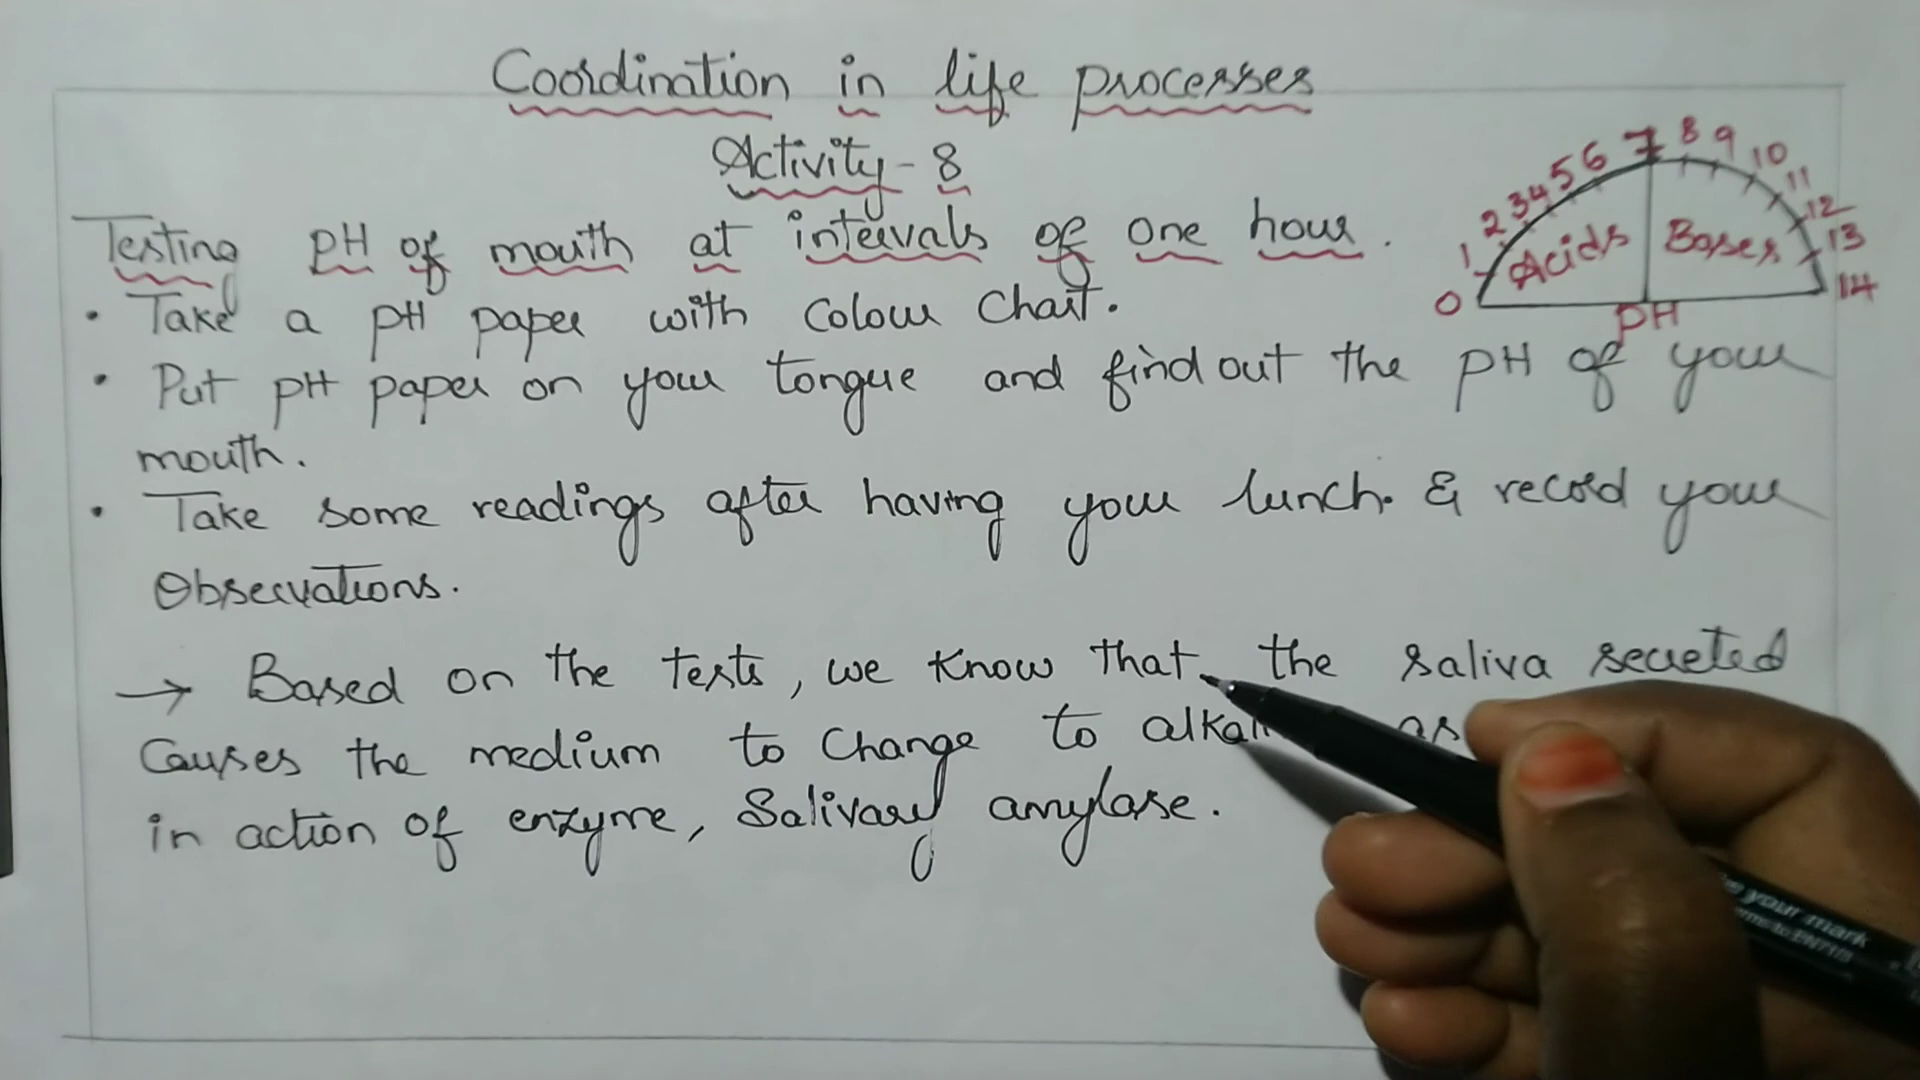 Coordination in life processes
Activity - 8
Testing pH of mouth at intervals of one hour.
• Take a pH paper with Colour Chart.
• Put pH paper on your tongue and find out the pH of your
mouth.
• Take some readings after having your lunch. & record your
Observations.
→ Based on the tests, we know that the saliva secreted
Causes the medium to change to as
in action of enzyme, Salivary amylase.
0 1 2 3 4 5 6 7 8 9 10 11 12 13 14
Acids Bases
PH
your mark